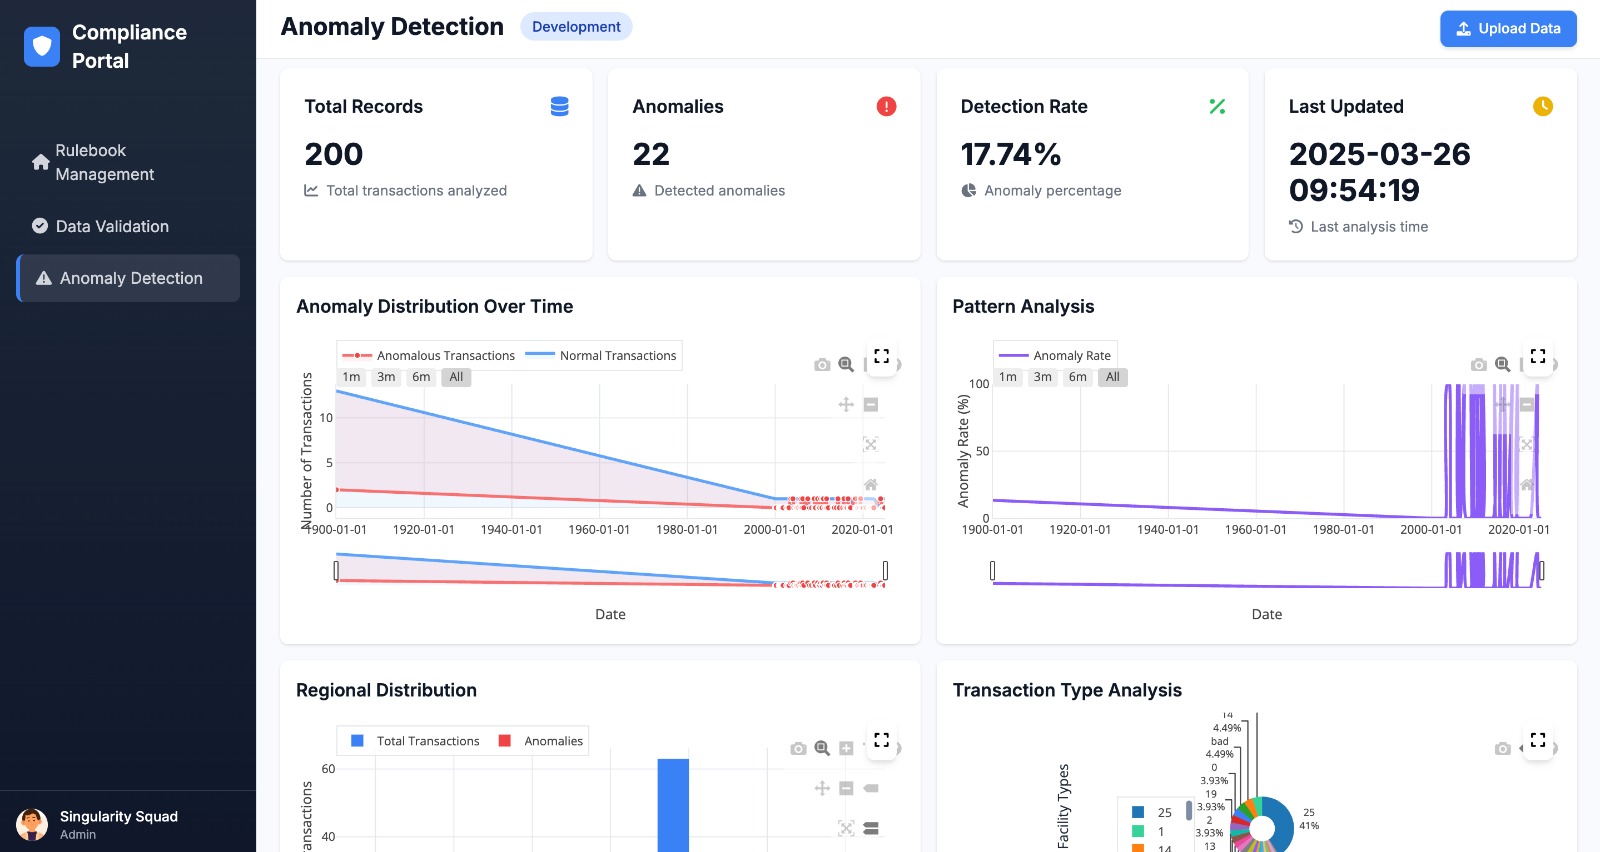 Compliance
Portal
Rulebook
Management
Data Validation
Anomaly Detection
Singularity Squad
Admin
Anomaly Detection
Development
Upload Data
Total Records
200
Total transactions analyzed
Anomalies
22
Detected anomalies
Detection Rate
17.74%
Anomaly percentage
Last Updated
2025-03-26
09:54:19
Last analysis time
Anomaly Distribution Over Time
Anomalous Transactions
Normal Transactions
1m 3m 6m All
Number of Transactions
10
5
0
1900-01-01 1920-01-01 1940-01-01 1960-01-01 1980-01-01 2000-01-01 2020-01-01
Date
Pattern Analysis
Anomaly Rate
1m 3m 6m All
Anomaly Rate (%)
100
50
0
1900-01-01 1920-01-01 1940-01-01 1960-01-01 1980-01-01 2000-01-01 2020-01-01
Date
Regional Distribution
Total Transactions
Anomalies
60
40
ansactions
Transaction Type Analysis
Facility Types
25
1
14
14
4.49%
bad
4.49%
0
3.93%
19
3.93%
2
3.93%
13
25
41%